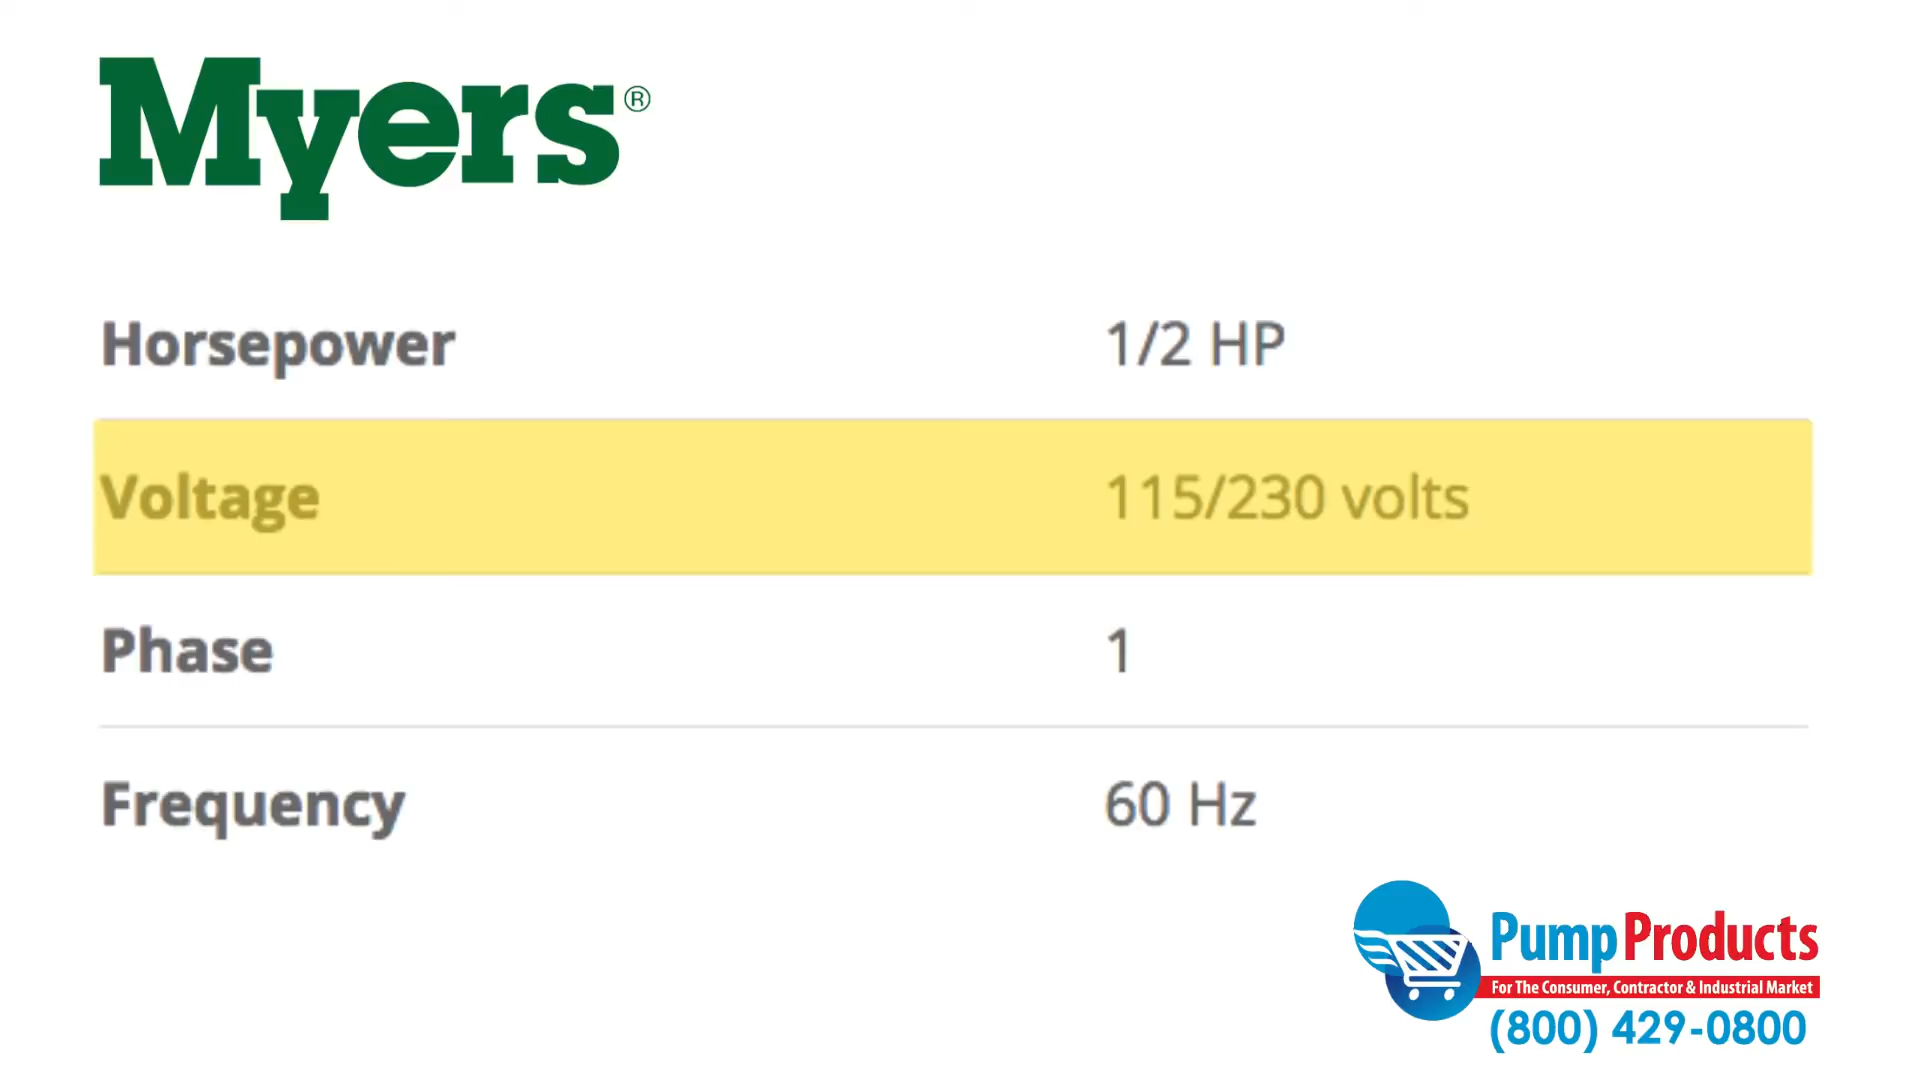 Myers®
Horsepower 1/2 HP
Voltage 115/230 volts
Phase 1
Frequency 60 Hz
Pump Products
For The Consumer, Contractor & Industrial Market
(800) 429-0800